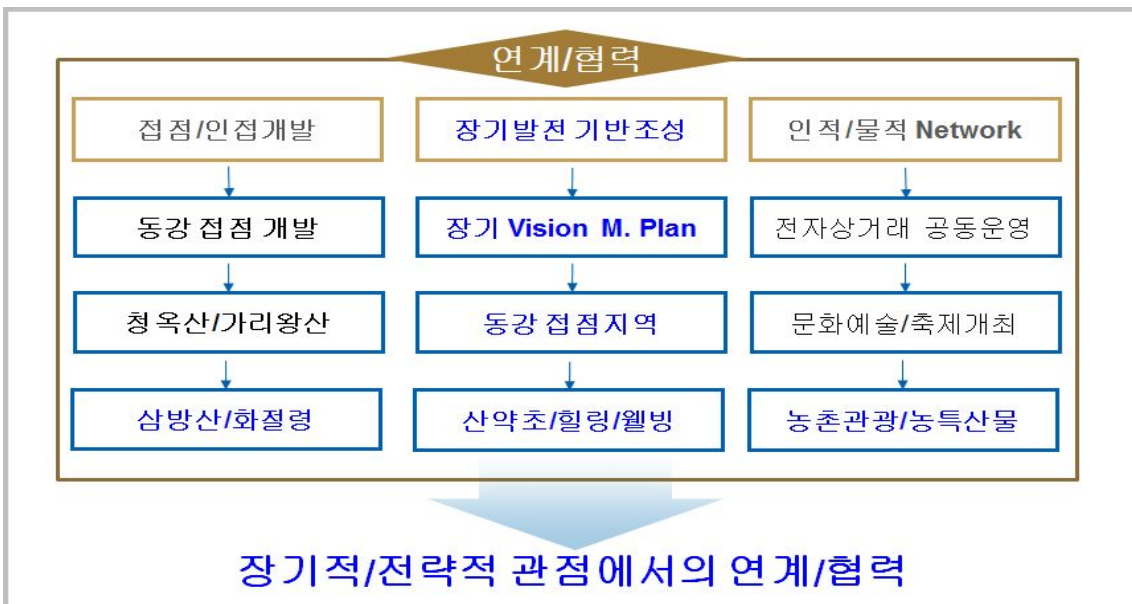 연계/협력
접점/인접개발
동강 접점 개발
청옥산/가리왕산
삼방산/화절령
장기발전 기반조성
장기 Vision M. Plan
동강 접점지역
산약초/힐링/웰빙
인적/물적 Network
전자상거래 공동운영
문화예술/축제개최
농촌관광/농특산물
장기적/전략적 관점에서의 연계/협력